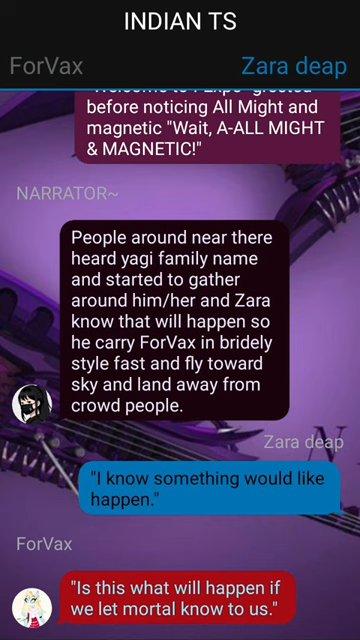 INDIAN TS
ForVax
Zara deap
before noticing All Might and
magnetic "Wait, A-ALL MIGHT
& MAGNETIC!"
NARRATOR~
People around near there
heard yagi family name
and started to gather
around him/her and Zara
know that will happen so
he carry ForVax in bridely
style fast and fly toward
sky and land away from
crowd people.
Zara deap
"I know something would like
happen."
ForVax
"Is this what will happen if
we let mortal know to us."